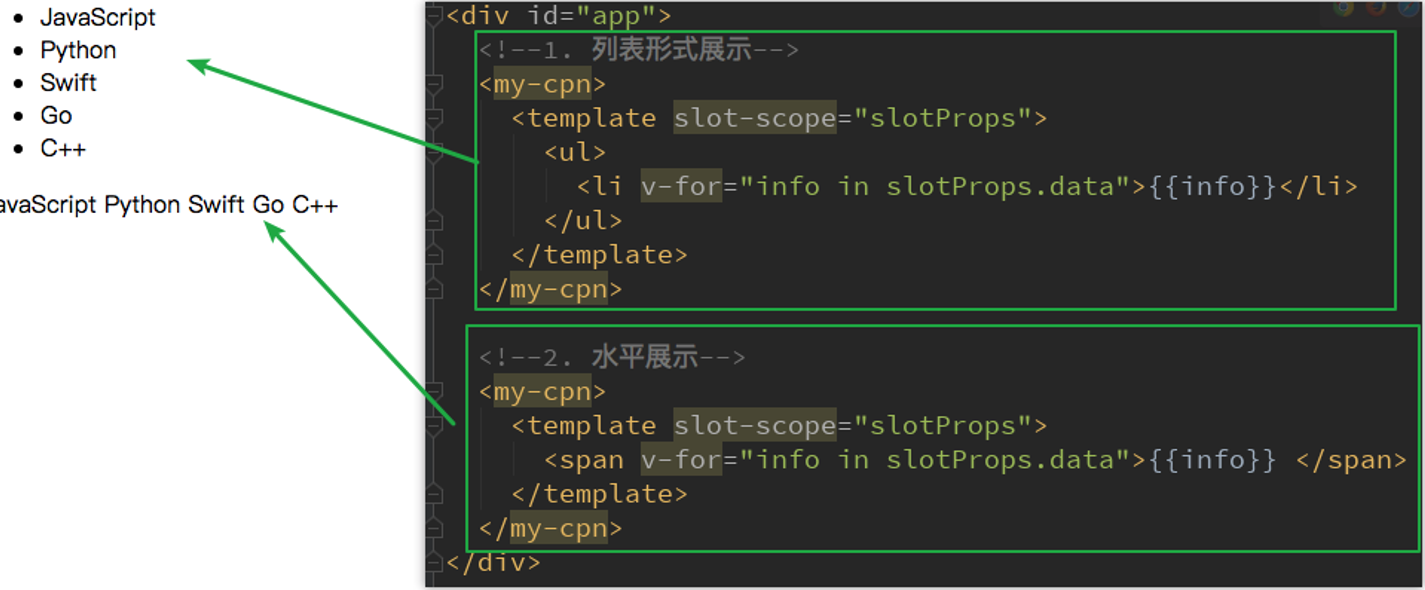 JavaScript
Python
Swift
Go
C++
avaScript Python Swift Go C++
<div id="app">
<!--1. 列表形式展示-->
<my-cpn>
<template slot-scope="slotProps">
<ul>
<li v-for="info in slotProps.data">{{info}}</li>
</ul>
</template>
</my-cpn>
<!--2. 水平展示-->
<my-cpn>
<template slot-scope="slotProps">
<span v-for="info in slotProps.data">{{info}} </span>
</template>
</my-cpn>
</div>